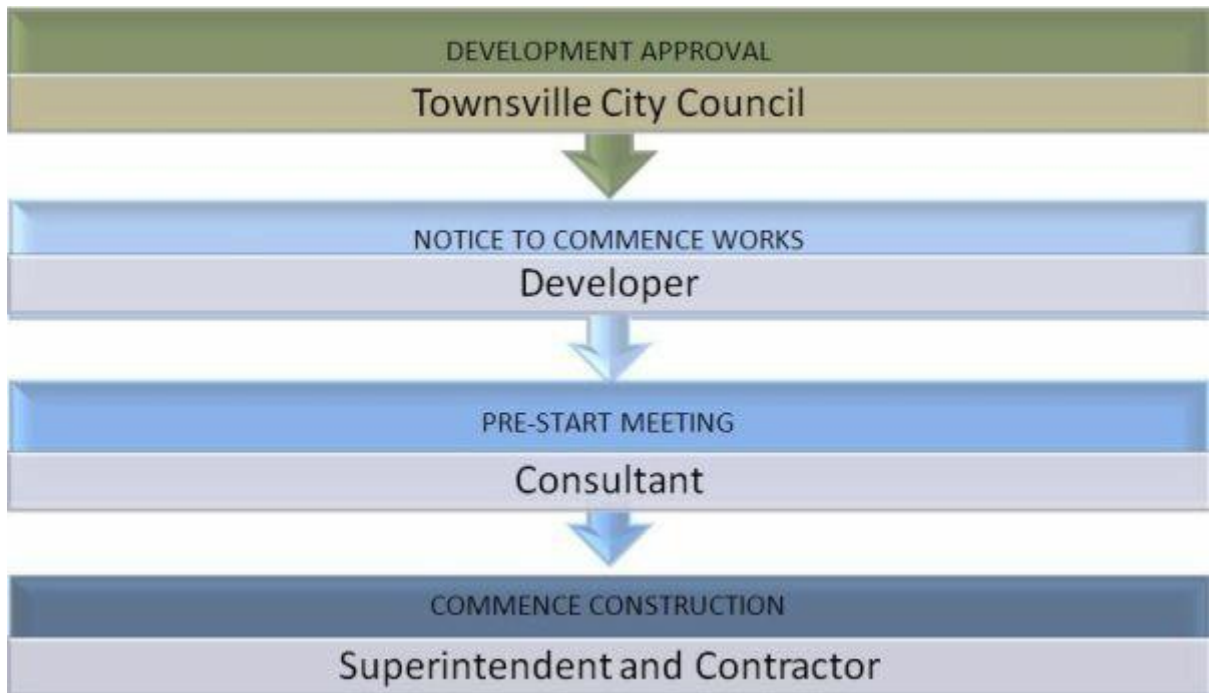 DEVELOPMENT APPROVAL
Townsville City Council
NOTICE TO COMMENCE WORKS
Developer
PRE-START MEETING
Consultant
COMMENCE CONSTRUCTION
Superintendent and Contractor